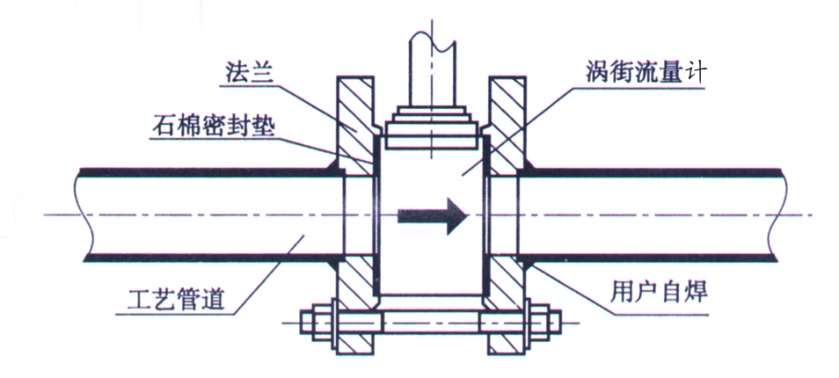 法兰
涡街流量计
石棉密封垫
工艺管道
用户自焊